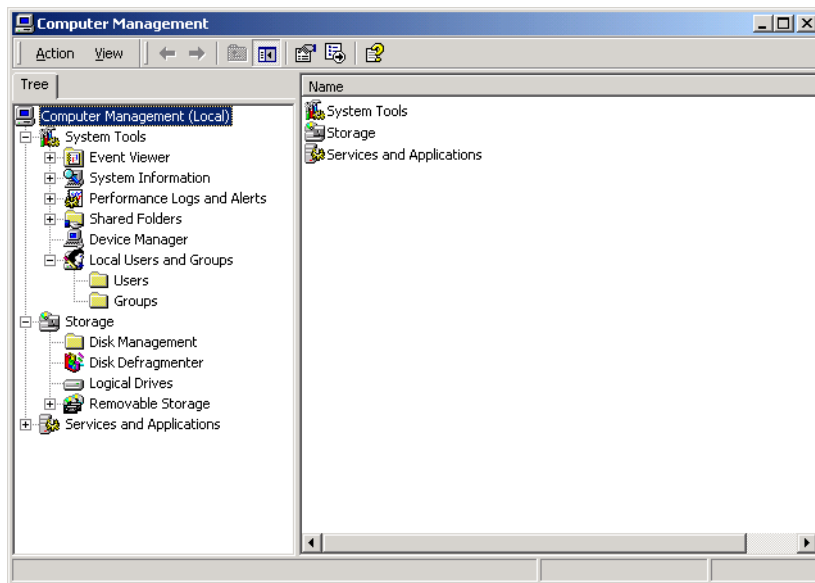 Computer Management
Action View
Tree
Name
Computer Management (Local)
System Tools
Event Viewer
System Information
Performance Logs and Alerts
Shared Folders
Device Manager
Local Users and Groups
Users
Groups
Storage
Disk Management
Disk Defragmenter
Logical Drives
Removable Storage
Services and Applications
System Tools
Storage
Services and Applications